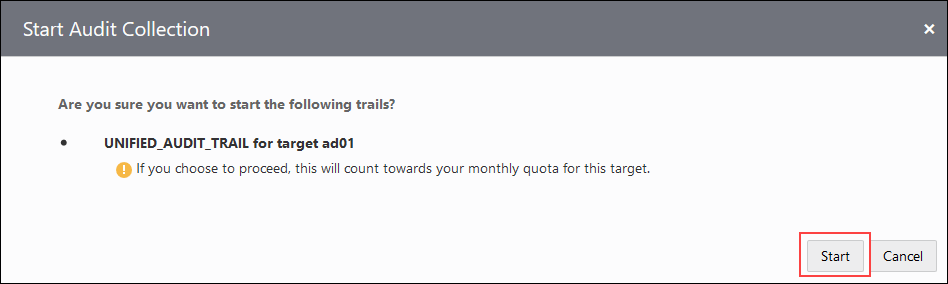 Start Audit Collection ×
Are you sure you want to start the following trails?
• UNIFIED_AUDIT_TRAIL for target ad01
! If you choose to proceed, this will count towards your monthly quota for this target.
Start Cancel